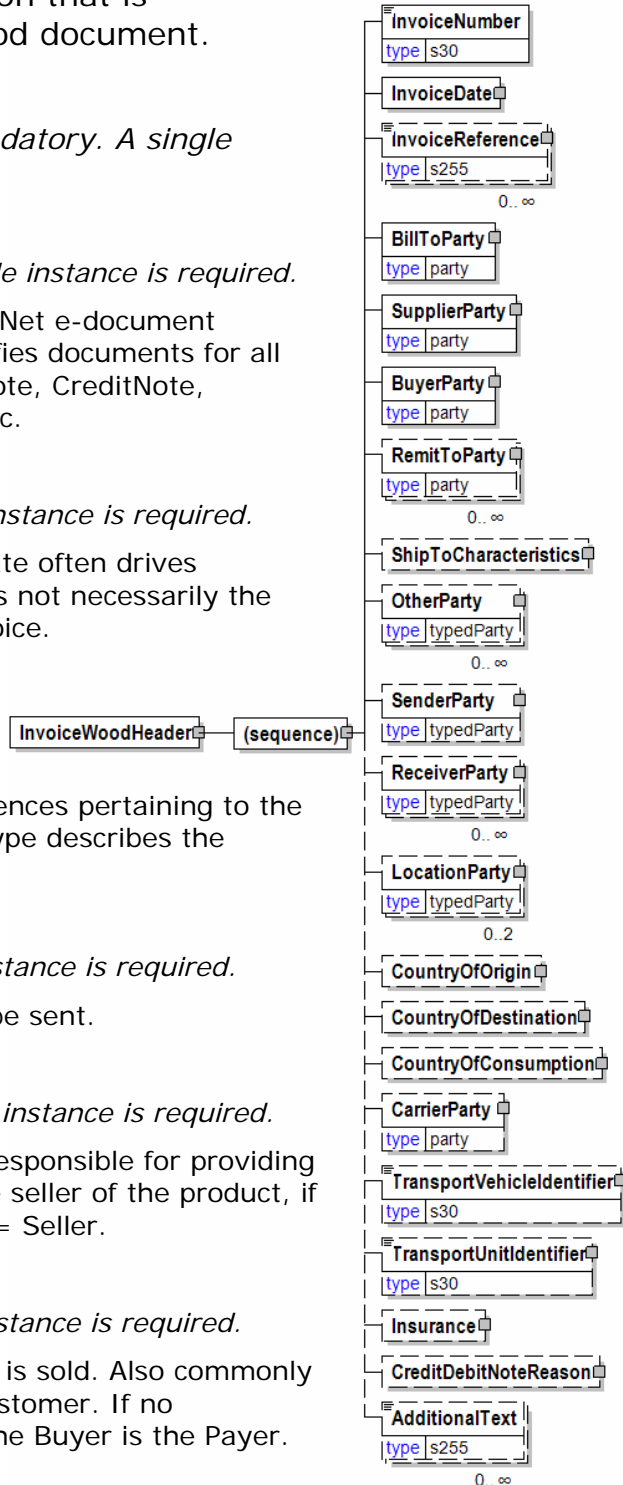 on that is
od document.
datory. A single
le instance is required.
Net e-document
fies documents for all
ote, CreditNote,
c.
nstance is required.
te often drives
s not necessarily the
oice.
ences pertaining to the
ype describes the
stance is required.
be sent.
instance is required.
esponsible for providing
e seller of the product, if
= Seller.
stance is required.
is sold. Also commonly
stomer. If no
he Buyer is the Payer.
InvoiceWoodHeader
(sequence)
InvoiceNumber
type s30
InvoiceDate
InvoiceReference
type s255
0.. ∞
BillToParty
type party
SupplierParty
type party
BuyerParty
type party
RemitToParty
type party
0.. ∞
ShipToCharacteristics
OtherParty
type typedParty
0.. ∞
SenderParty
type typedParty
ReceiverParty
type typedParty
0.. ∞
LocationParty
type typedParty
0..2
CountryOfOrigin
CountryOfDestination
CountryOfConsumption
CarrierParty
type party
TransportVehicleIdentifier
type s30
TransportUnitIdentifier
type s30
Insurance
CreditDebitNoteReason
AdditionalText
type s255
0.. ∞